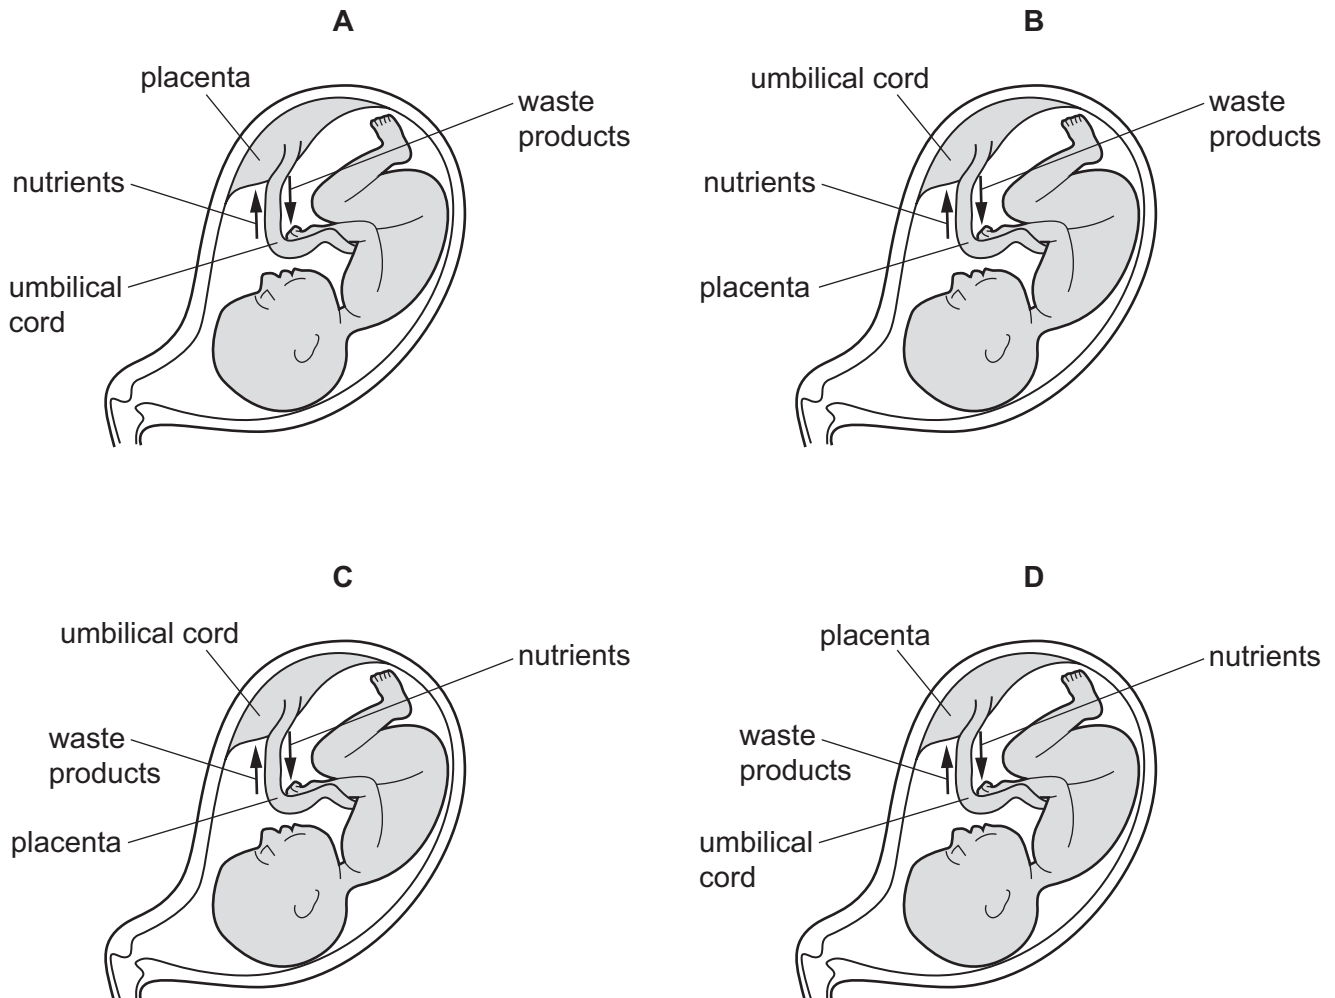 A
placenta
waste
products
nutrients
umbilical
cord
B
umbilical cord
waste
products
nutrients
placenta
C
umbilical cord
nutrients
waste
products
placenta
D
placenta
nutrients
waste
products
umbilical
cord